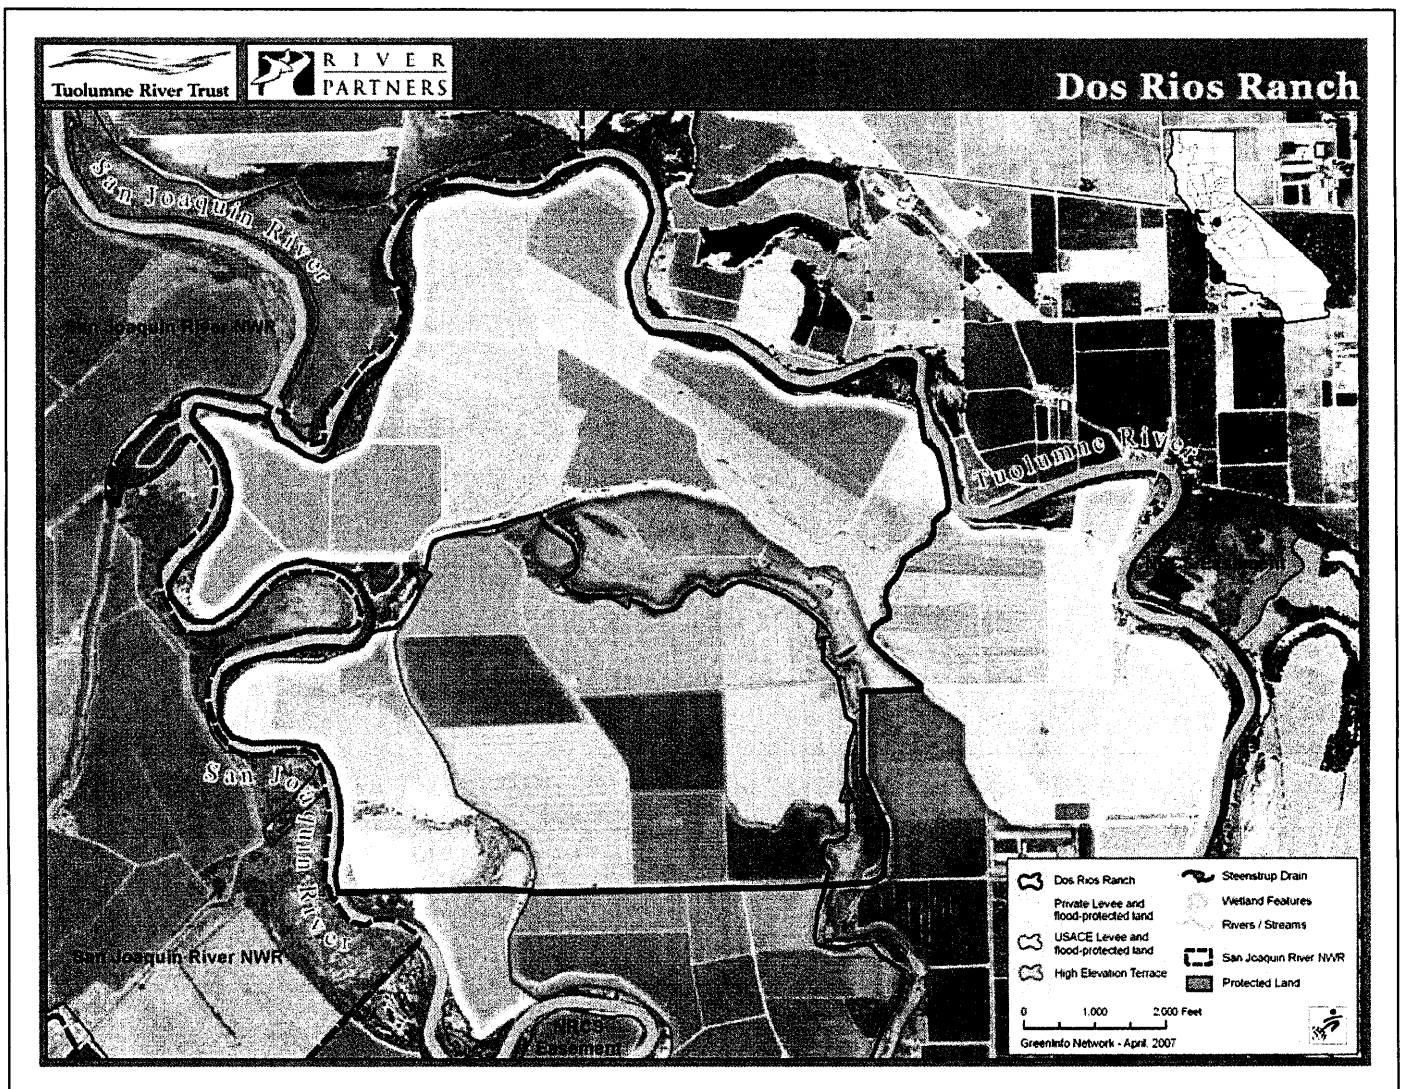 Tuolumne River Trust
RIVER
PARTNERS
Dos Rios Ranch
San Joaquin River
San Joaquin River NWR
Tuolumne River
San Joaquin River
San Joaquin River NWR
NRCS
Easement
Dos Rios Ranch
Private Levee and
flood-protected land
USACE Levee and
flood-protected land
High Elevation Terrace
Steenstrup Drain
Wetland Features
Rivers / Streams
San Joaquin River NWR
Protected Land
0 1,000 2,000 Feet
GreenInfo Network - April, 2007